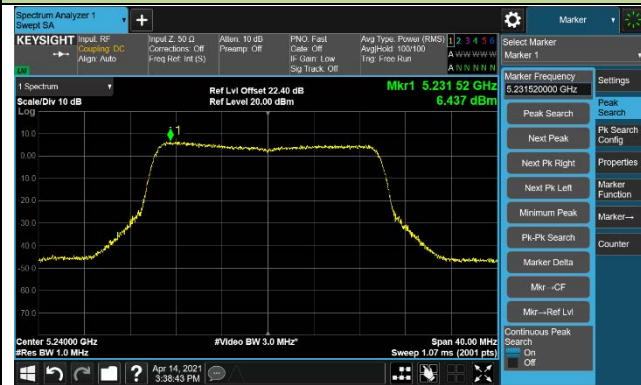 Spectrum Analyzer 1
Swept SA
Marker
KEYSIGHT
Input: RF
Coupling: DC
Align: Auto
Input Z: 50 Ω
Corrections: Off
Freq Ref: Int (S)
Atten: 10 dB
Preamp: Off
PNO: Fast
Gate: Off
IF Gain: Low
Sig Track: Off
Avg Type: Power (RMS)
Avg|Hold: 100/100
Trig: Free Run
1 2 3 4 5 6
A W W W W W
A N N N N N
Select Marker
Marker 1
1 Spectrum
Scale/Div 10 dB
Log
Ref Lvl Offset 22.40 dB
Ref Level 20.00 dBm
Mkr1 5.231 52 GHz
6.437 dBm
1
10.0
0.00
-10.0
-20.0
-30.0
-40.0
-50.0
-60.0
-70.0
Center 5.24000 GHz
#Res BW 1.0 MHz
#Video BW 3.0 MHz*
Span 40.00 MHz
Sweep 1.07 ms (2001 pts)
Marker Frequency
5.231520000 GHz
Peak Search
Next Peak
Next Pk Right
Next Pk Left
Minimum Peak
Pk-Pk Search
Marker Delta
Mkr→CF
Mkr→Ref Lvl
Continuous Peak
Search
On
Off
Settings
Peak
Search
Pk Search
Config
Properties
Marker
Function
Marker→
Counter
Apr 14, 2021
3:38:43 PM